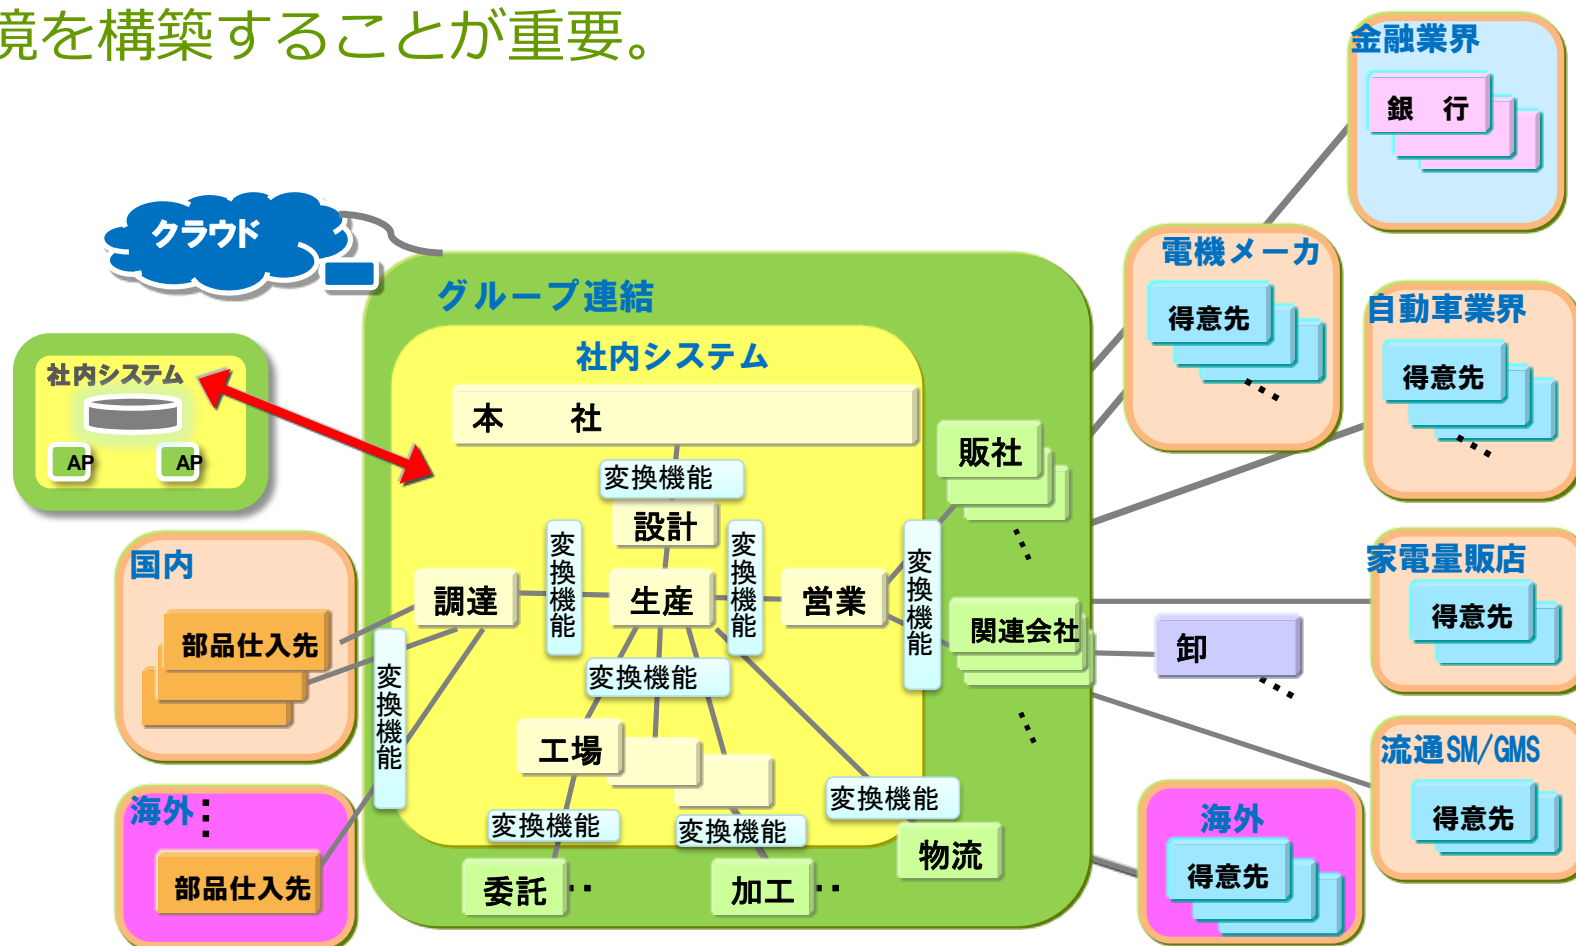 境を構築することが重要。
金融業界
銀　行
クラウド
電機メーカ
得意先
自動車業界
得意先
グループ連結
社内システム
社内システム
AP
AP
本　　社
販社
変換機能
設計
変換機能
変換機能
変換機能
国内
部品仕入先
調達
生産
営業
関連会社
家電量販店
得意先
卸
変換機能
変換機能
工場
流通SM/GMS
得意先
海外
部品仕入先
変換機能
変換機能
変換機能
物流
委託
加工
海外
得意先